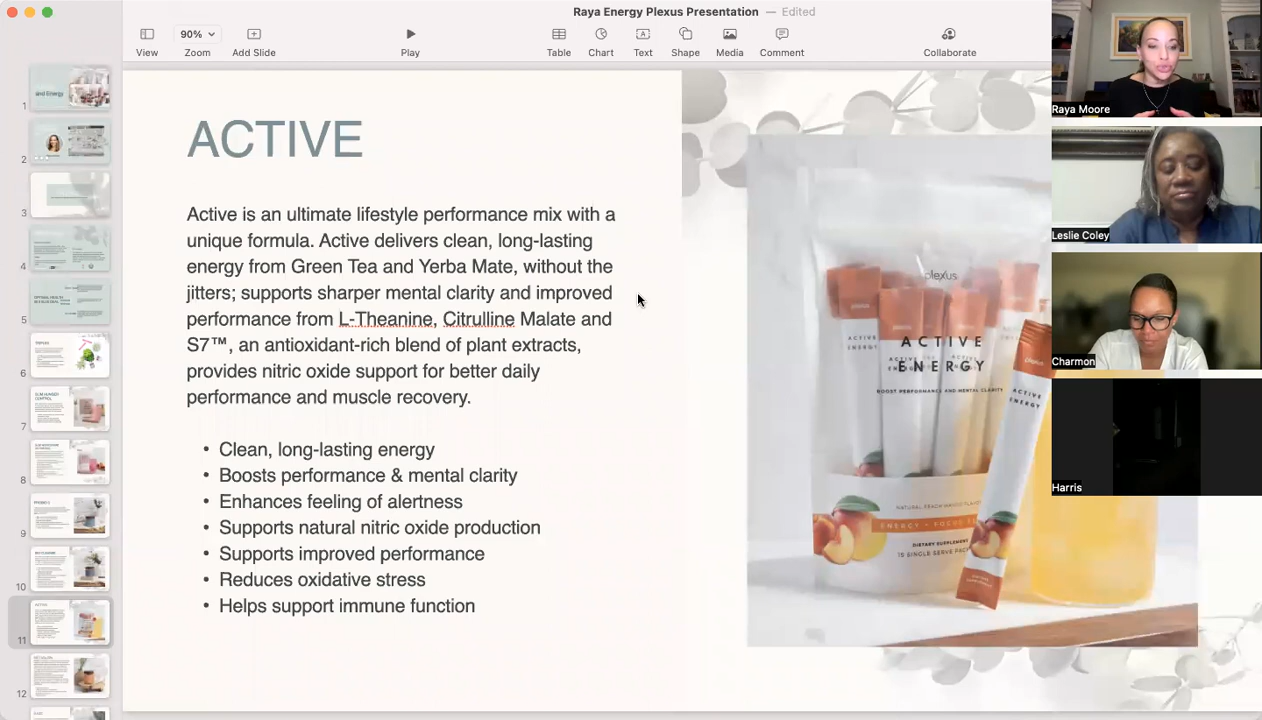 Raya Energy Plexus Presentation — Edited
90%
View
Zoom
Add Slide
Play
Table
Chart
Text
Shape
Media
Comment
Collaborate
1
2
3
4
5
6
7
8
9
10
11
12
ACTIVE
Active is an ultimate lifestyle performance mix with a
unique formula. Active delivers clean, long-lasting
energy from Green Tea and Yerba Mate, without the
jitters; supports sharper mental clarity and improved
performance from L-Theanine, Citrulline Malate and
S7™, an antioxidant-rich blend of plant extracts,
provides nitric oxide support for better daily
performance and muscle recovery.
• Clean, long-lasting energy
• Boosts performance & mental clarity
• Enhances feeling of alertness
• Supports natural nitric oxide production
• Supports improved performance
• Reduces oxidative stress
• Helps support immune function
plexus
ACTIVE
ENERGY
BOOST PERFORMANCE AND MENTAL CLARITY
ENERGY • FOCUS
DIETARY SUPPLEMENT
ACTIVE
ENERGY
Raya Moore
Leslie Coley
Charmon
Harris